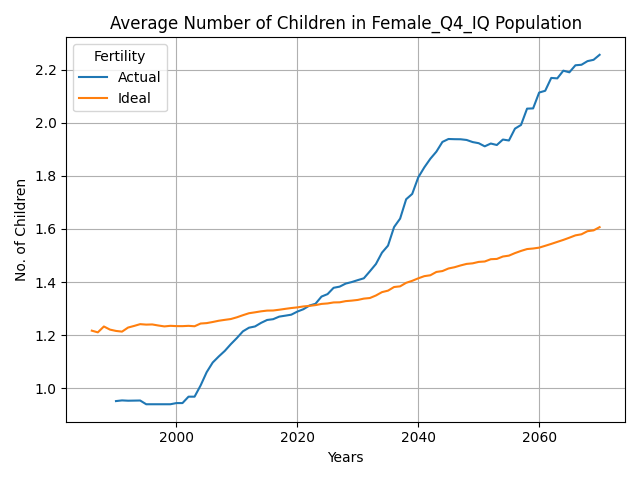 Average Number of Children in Female_Q4_IQ Population
Fertility
Actual
Ideal
No. of Children
2.2
2.0
1.8
1.6
1.4
1.2
1.0
2000
2020
2040
2060
Years